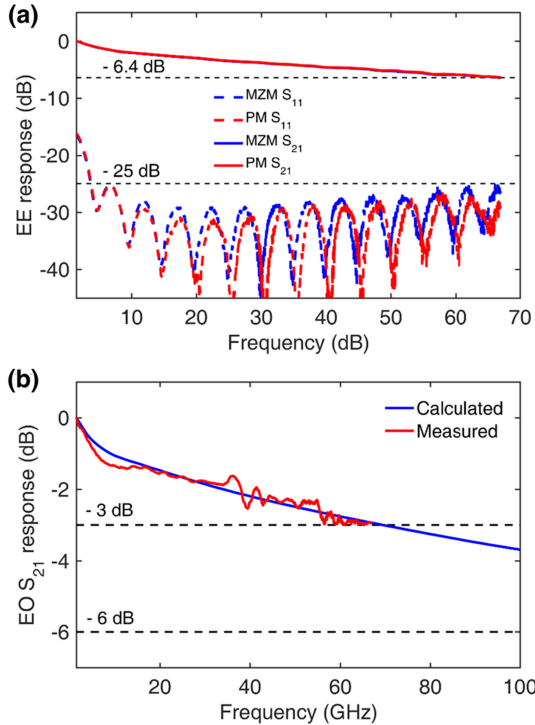 (a)
0
- 6.4 dB
-10
MZM S11
PM S11
MZM S21
PM S21
-20
- 25 dB
-30
-40
EE response (dB)
10 20 30 40 50 60 70
Frequency (dB)
(b)
Calculated
Measured
0
-2
- 3 dB
-4
- 6 dB
-6
EO S21 response (dB)
20 40 60 80 100
Frequency (GHz)